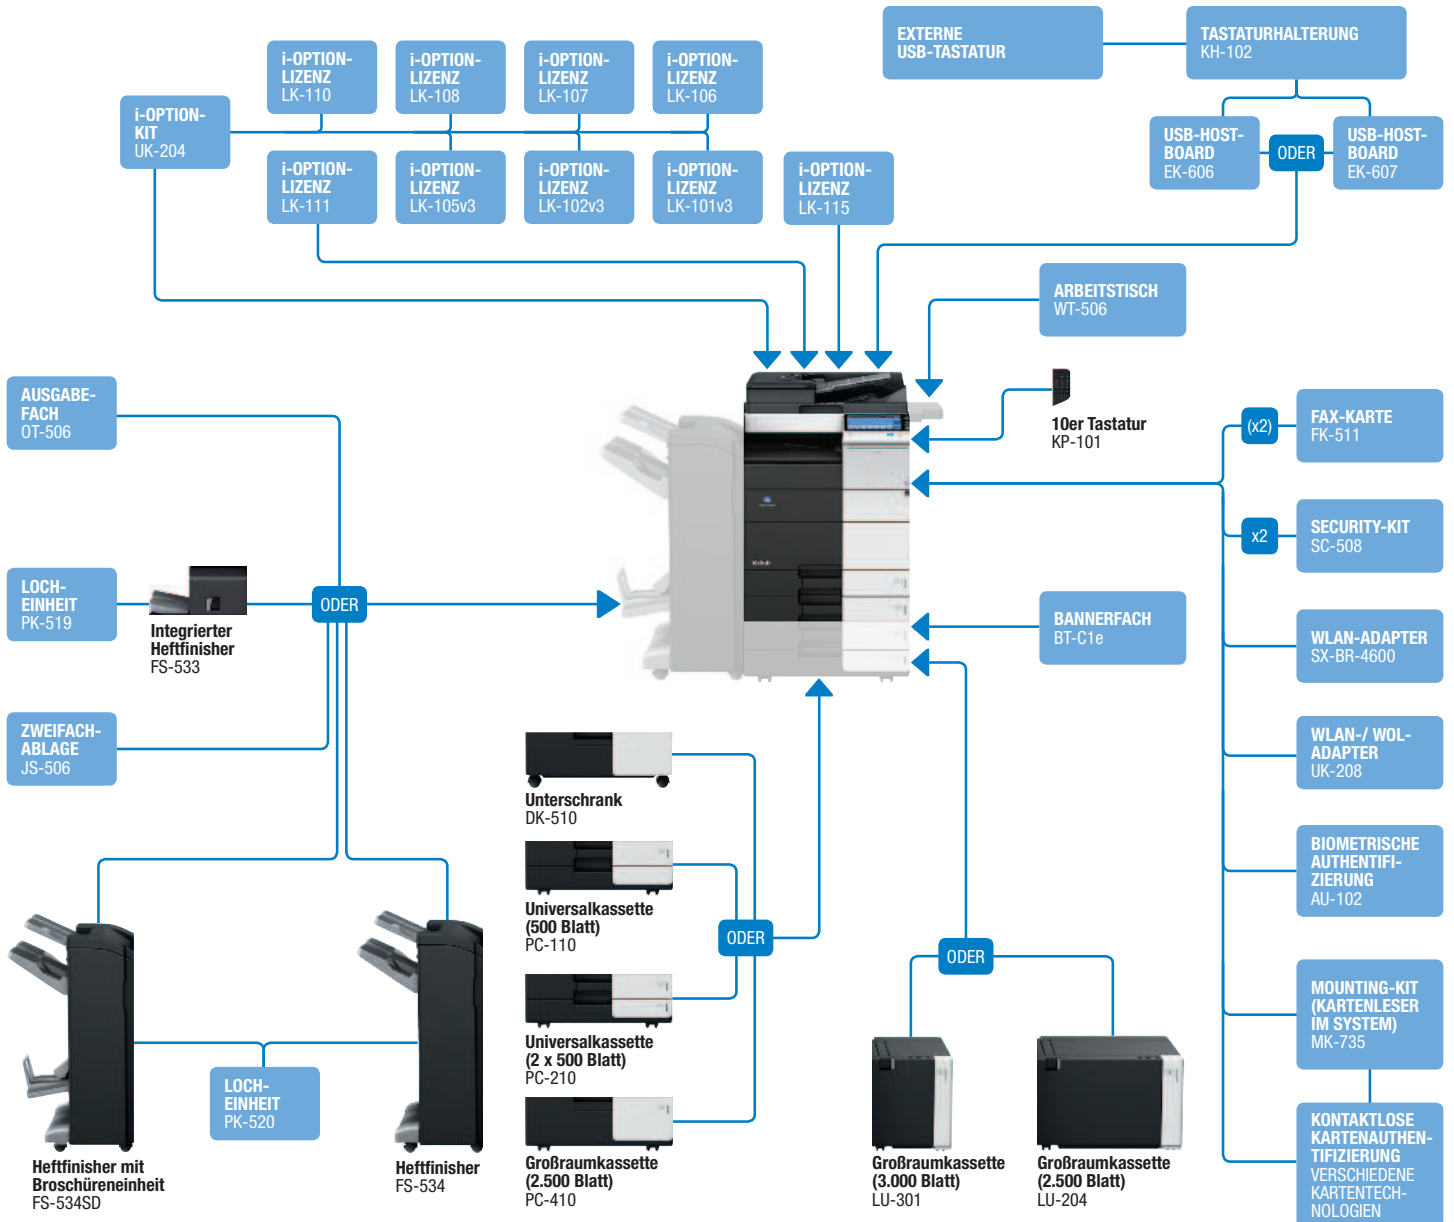 EXTERNE
USB-TASTATUR
TASTATURHALTERUNG
KH-102
i-OPTION-
LIZENZ
LK-110
i-OPTION-
LIZENZ
LK-108
i-OPTION-
LIZENZ
LK-107
i-OPTION-
LIZENZ
LK-106
i-OPTION-
KIT
UK-204
USB-HOST-
BOARD
EK-606
ODER
USB-HOST-
BOARD
EK-607
i-OPTION-
LIZENZ
LK-111
i-OPTION-
LIZENZ
LK-105v3
i-OPTION-
LIZENZ
LK-102v3
i-OPTION-
LIZENZ
LK-101v3
i-OPTION-
LIZENZ
LK-115
ARBEITSTISCH
WT-506
AUSGABE-
FACH
OT-506
10er Tastatur
KP-101
(x2)
FAX-KARTE
FK-511
x2
SECURITY-KIT
SC-508
LOCH-
EINHEIT
PK-519
Integrierter
Heftfinisher
FS-533
ODER
BANNERFACH
BT-C1e
WLAN-ADAPTER
SX-BR-4600
ZWEIFACH-
ABLAGE
JS-506
WLAN-/ WOL-
ADAPTER
UK-208
Unterschrank
DK-510
BIOMETRISCHE
AUTHENTIFI-
ZIERUNG
AU-102
Universalkassette
(500 Blatt)
PC-110
ODER
ODER
MOUNTING-KIT
(KARTENLESER
IM SYSTEM)
MK-735
Universalkassette
(2 x 500 Blatt)
PC-210
LOCH-
EINHEIT
PK-520
Heftfinisher mit
Broschüreneinheit
FS-534SD
Heftfinisher
FS-534
Großraumkassette
(2.500 Blatt)
PC-410
Großraumkassette
(3.000 Blatt)
LU-301
Großraumkassette
(2.500 Blatt)
LU-204
KONTAKTLOSE
KARTENAUTHEN-
TIFIZIERUNG
VERSCHIEDENE
KARTENTECH-
NOLOGIEN